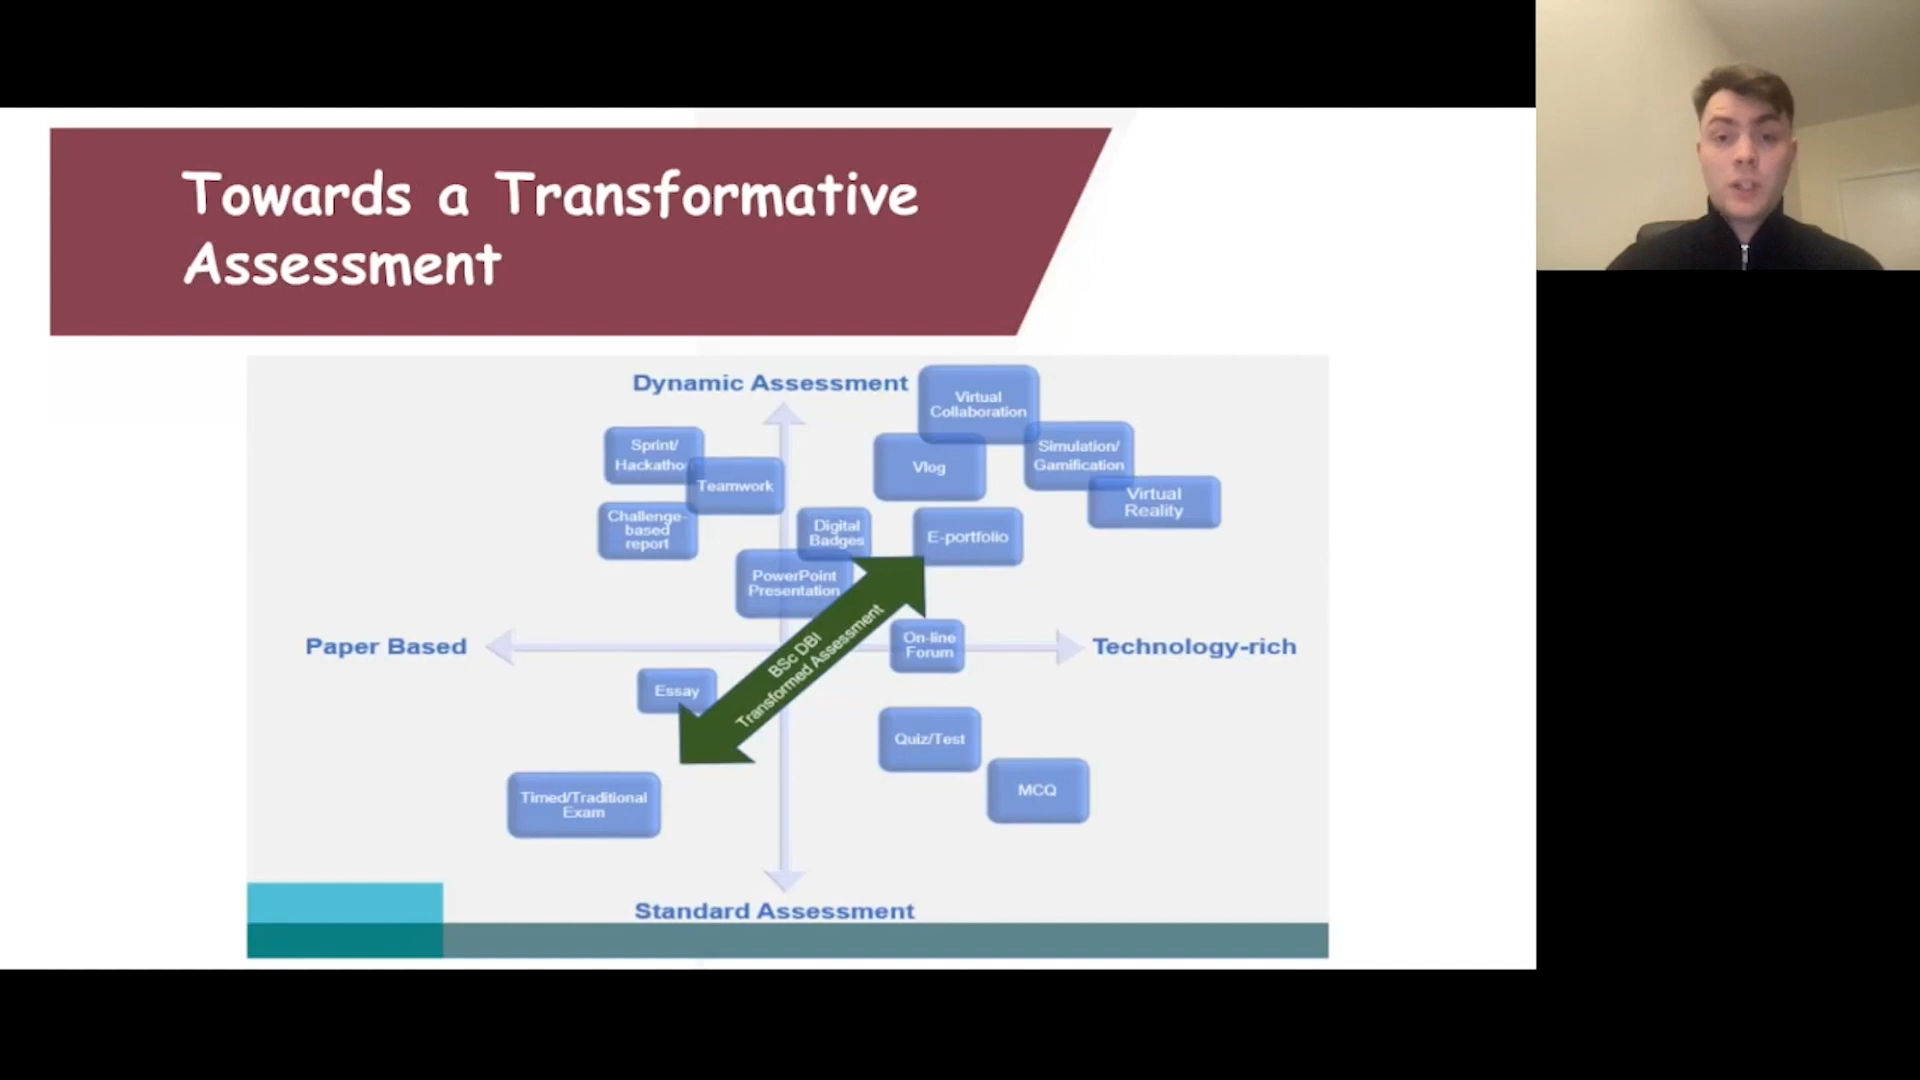 Towards a Transformative
Assessment
Dynamic Assessment
Virtual
Collaboration
Sprint/
Hackatho
Teamwork
Vlog
Simulation/
Gamification
Virtual
Reality
Challenge-
based
report
Digital
Badges
E-portfolio
PowerPoint
Presentation
BSc DBI
Transformed Assessment
Paper Based
On-line
Forum
Technology-rich
Essay
Quiz/Test
MCQ
Timed/Traditional
Exam
Standard Assessment